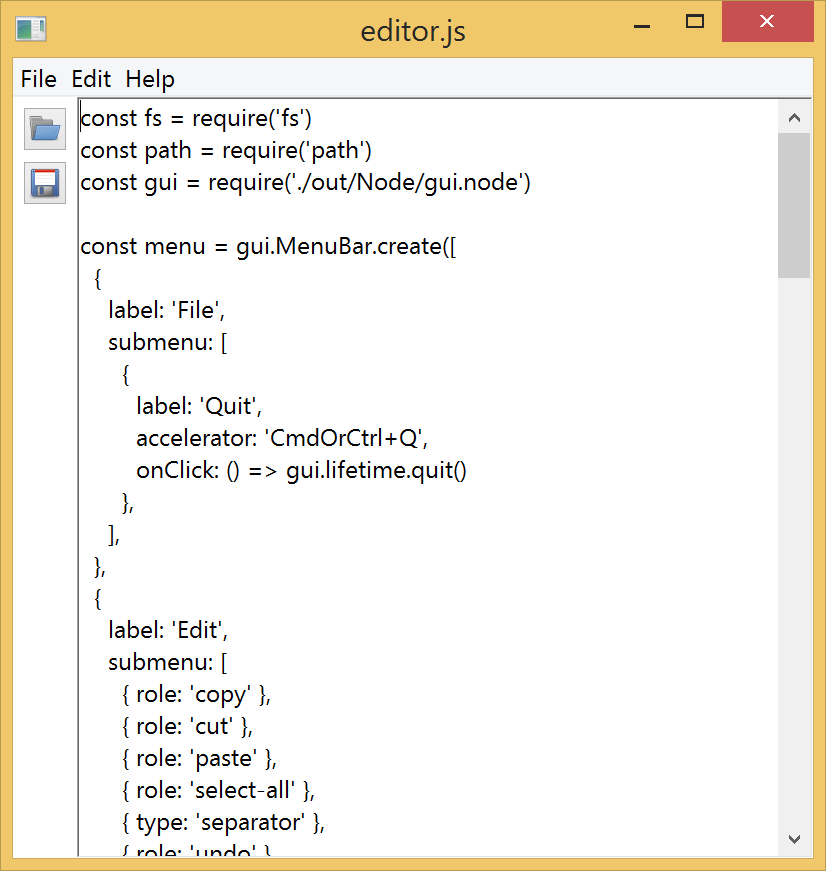 editor.js
File Edit Help
const fs = require('fs')
const path = require('path')
const gui = require('./out/Node/gui.node')

const menu = gui.MenuBar.create([
  {
    label: 'File',
    submenu: [
      {
        label: 'Quit',
        accelerator: 'CmdOrCtrl+Q',
        onClick: () => gui.lifetime.quit()
      },
    ],
  },
  {
    label: 'Edit',
    submenu: [
      { role: 'copy' },
      { role: 'cut' },
      { role: 'paste' },
      { role: 'select-all' },
      { type: 'separator' },
      { role: 'undo' }